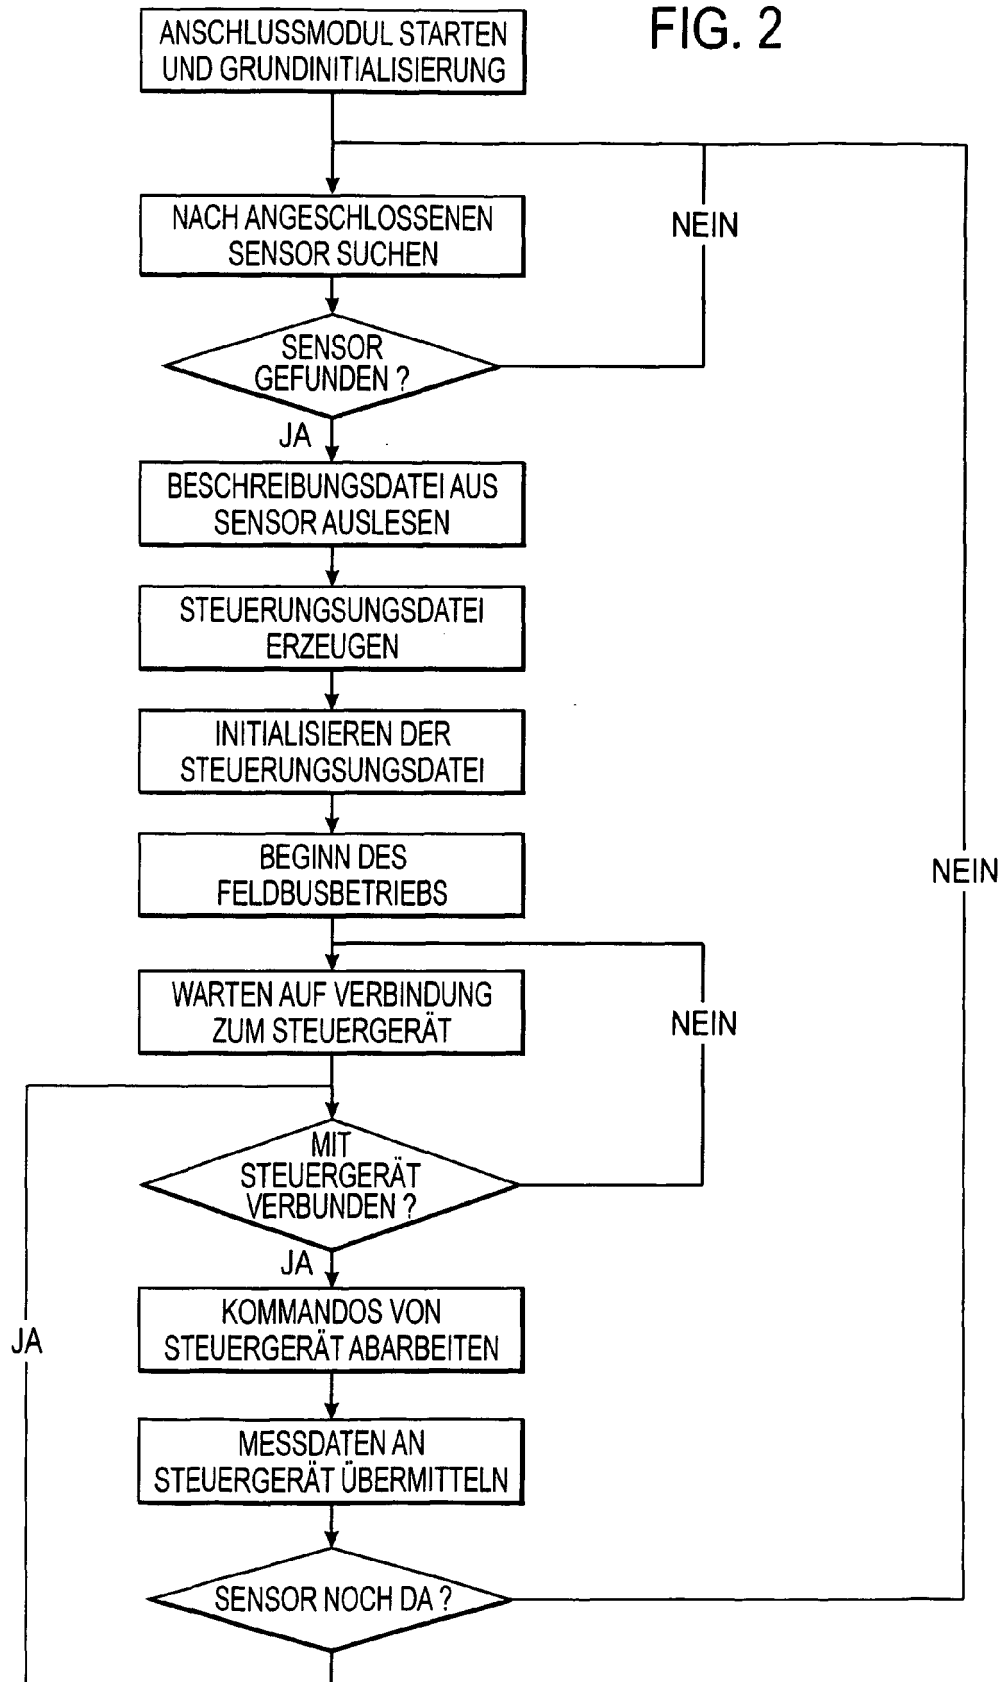 FIG. 2
ANSCHLUSSMODUL STARTEN
UND GRUNDINITIALISIERUNG
NACH ANGESCHLOSSENEN
SENSOR SUCHEN
NEIN
SENSOR
GEFUNDEN ?
JA
BESCHREIBUNGSDATEI AUS
SENSOR AUSLESEN
STEUERUNGSUNGSDATEI
ERZEUGEN
INITIALISIEREN DER
STEUERUNGSUNGSDATEI
BEGINN DES
FELDBUSBETRIEBS
NEIN
WARTEN AUF VERBINDUNG
ZUM STEUERGERÄT
NEIN
MIT
STEUERGERÄT
VERBUNDEN ?
JA
KOMMANDOS VON
STEUERGERÄT ABARBEITEN
JA
MESSDATEN AN
STEUERGERÄT ÜBERMITTELN
SENSOR NOCH DA ?